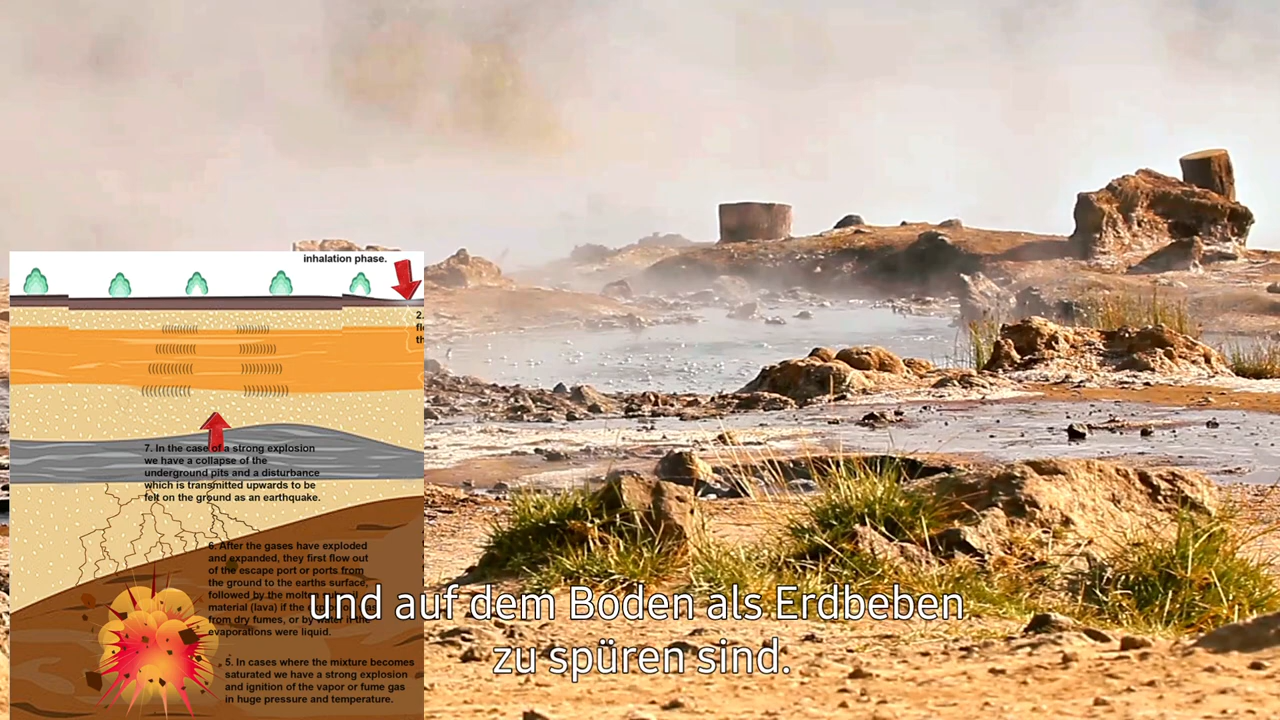 inhalation phase.
2.
fl
th
7. In the case of a strong explosion
we have a collapse of the
underground pits and a disturbance
which is transmitted upwards to be
felt on the ground as an earthquake.
6. After the gases have exploded
and expanded, they first flow out
of the escape port or ports from
the ground to the earths surface,
followed by the
material (lava) if the
from dry fumes, or by water if the
evaporations were liquid.
5. In cases where the mixture becomes
saturated we have a strong explosion
and ignition of the vapor or fume gas
in huge pressure and temperature.
und auf dem Boden als Erdbeben
zu spüren sind.